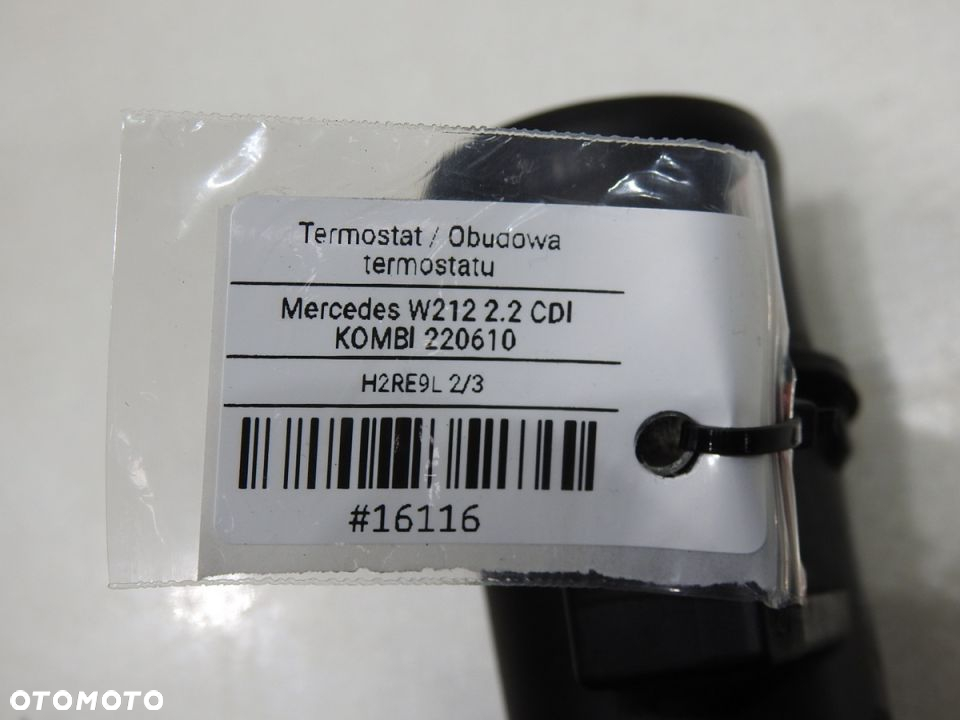 Termostat / Obudowa
termostatu
Mercedes W212 2.2 CDI
KOMBI 220610
H2RE9L 2/3
#16116
OTOMOTO